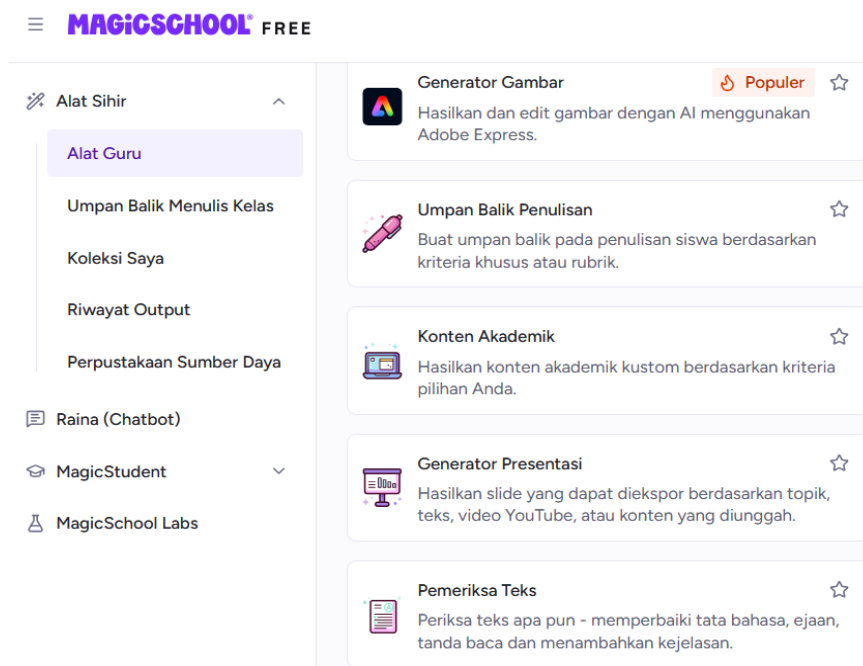 MAGiCSCHOOL® FREE
Alat Sihir
Alat Guru
Umpan Balik Menulis Kelas
Koleksi Saya
Riwayat Output
Perpustakaan Sumber Daya
Raina (Chatbot)
MagicStudent
MagicSchool Labs
Generator Gambar
Populer
Hasilkan dan edit gambar dengan AI menggunakan
Adobe Express.
Umpan Balik Penulisan
Buat umpan balik pada penulisan siswa berdasarkan
kriteria khusus atau rubrik.
Konten Akademik
Hasilkan konten akademik kustom berdasarkan kriteria
pilihan Anda.
Generator Presentasi
Hasilkan slide yang dapat diekspor berdasarkan topik,
teks, video YouTube, atau konten yang diunggah.
Pemeriksa Teks
Periksa teks apa pun - memperbaiki tata bahasa, ejaan,
tanda baca dan menambahkan kejelasan.